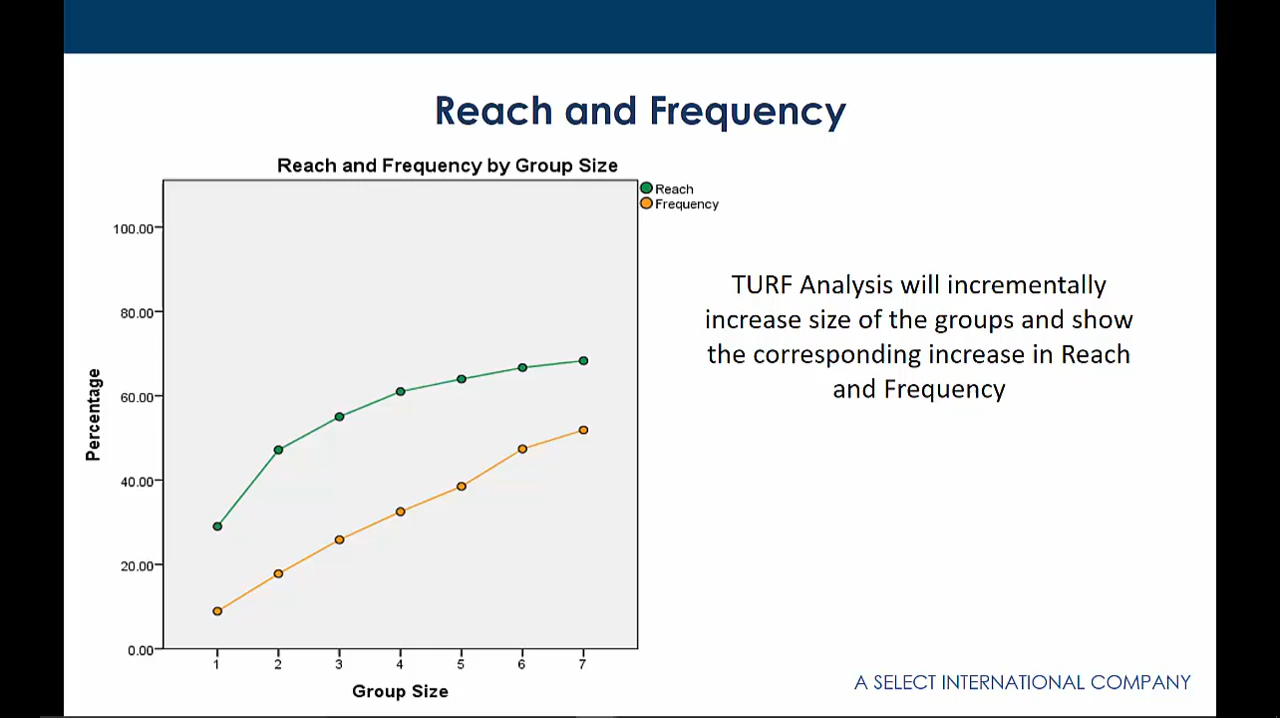 Reach and Frequency
Reach and Frequency by Group Size
Reach
Frequency
100.00
80.00
60.00
40.00
20.00
0.00
Percentage
1 2 3 4 5 6 7
Group Size
TURF Analysis will incrementally
increase size of the groups and show
the corresponding increase in Reach
and Frequency
A SELECT INTERNATIONAL COMPANY